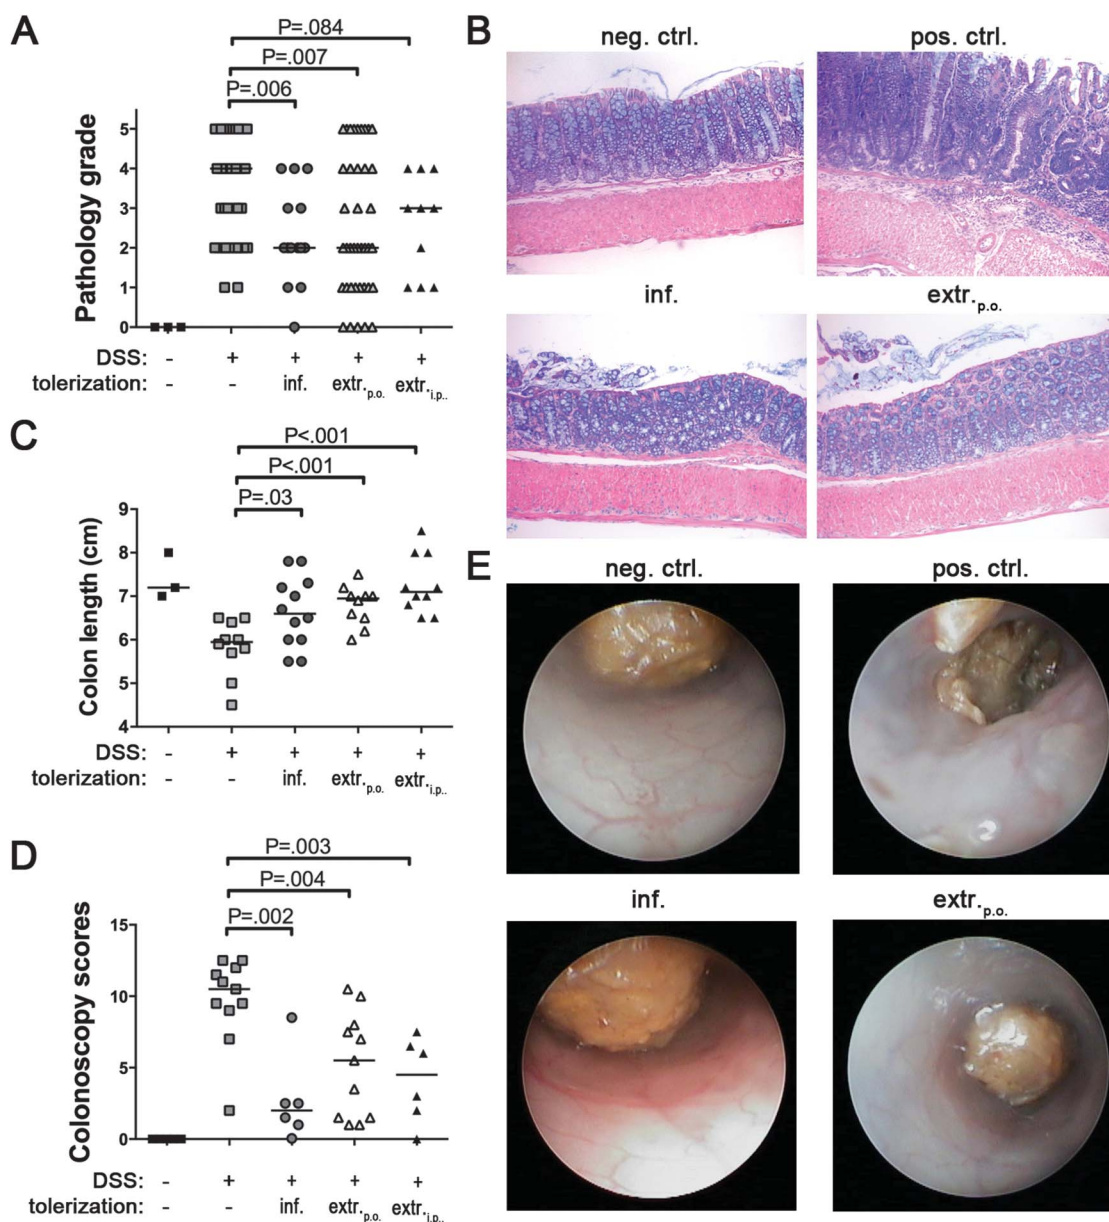 A
P=.084
P=.007
P=.006
Pathology grade
5
4
3
2
1
0
DSS: - + + + +
tolerization: - - inf. extr.p.o. extr.i.p..
B
neg. ctrl. pos. ctrl.
inf. extr.p.o.
C
P<.001
P<.001
P=.03
Colon length (cm)
9
8
7
6
5
4
DSS: - + + + +
tolerization: - - inf. extr.p.o. extr.i.p..
D
P=.003
P=.004
P=.002
Colonoscopy scores
15
10
5
0
DSS: - + + + +
tolerization: - - inf. extr.p.o. extr.i.p..
E
neg. ctrl. pos. ctrl.
inf. extr.p.o.